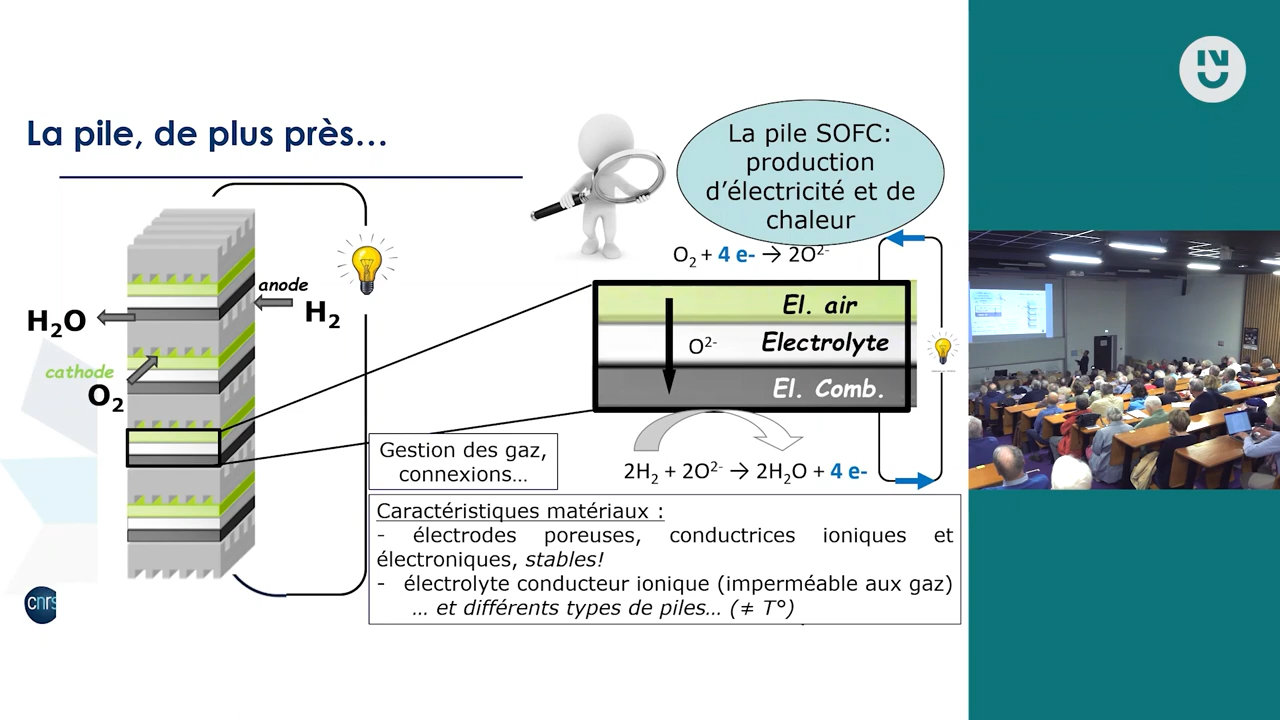 La pile, de plus près…
La pile SOFC:
production
d'électricité et de
chaleur
O₂ + 4 e- → 2O²⁻
anode
H₂
H₂O
cathode
O₂
El. air
O²⁻
Electrolyte
El. Comb.
2H₂ + 2O²⁻ → 2H₂O + 4 e-
Gestion des gaz,
connexions…
Caractéristiques matériaux :
- électrodes poreuses, conductrices ioniques et
électroniques, stables!
- électrolyte conducteur ionique (imperméable aux gaz)
… et différents types de piles… (≠ T°)
cnrs